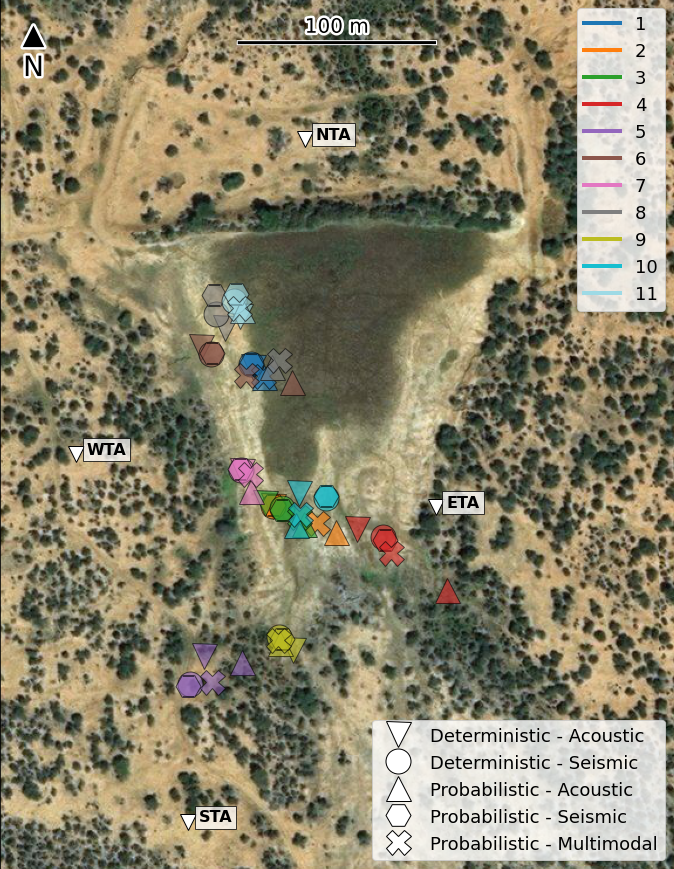 100 m
N
1
2
3
4
5
6
7
8
9
10
11
NTA
WTA
ETA
STA
Deterministic - Acoustic
Deterministic - Seismic
Probabilistic - Acoustic
Probabilistic - Seismic
Probabilistic - Multimodal